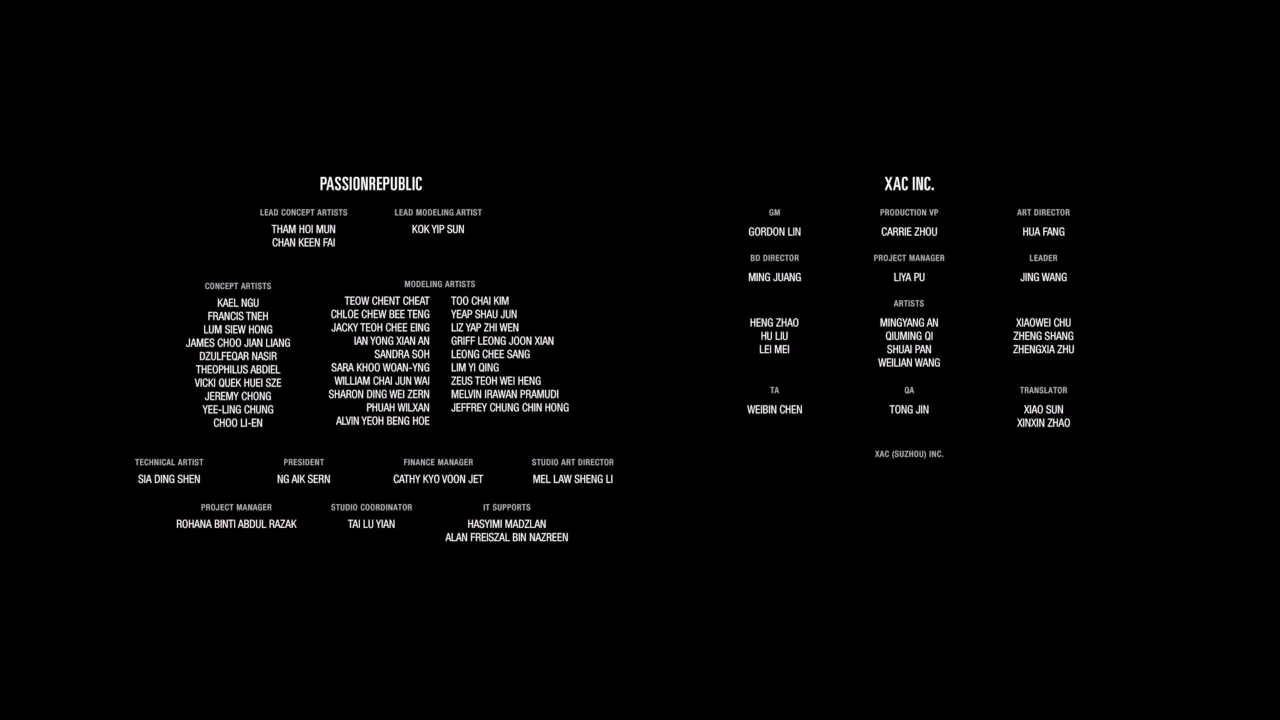 PASSIONREPUBLIC
LEAD CONCEPT ARTISTS
THAM HOI MUN
CHAN KEEN FAI
LEAD MODELING ARTIST
KOK YIP SUN
CONCEPT ARTISTS
KAEL NGU
FRANCIS TNEH
LUM SIEW HONG
JAMES CHOO JIAN LIANG
DZULFEQAR NASIR
THEOPHILUS ABDIEL
VICKI QUEK HUEI SZE
JEREMY CHONG
YEE-LING CHUNG
CHOO LI-EN
MODELING ARTISTS
TEOW CHENT CHEAT
CHLOE CHEW BEE TENG
JACKY TEOH CHEE EING
IAN YONG XIAN AN
SANDRA SOH
SARA KHOO WOAN-YNG
WILLIAM CHAI JUN WAI
SHARON DING WEI ZERN
PHUAH WILXAN
ALVIN YEOH BENG HOE
TOO CHAI KIM
YEAP SHAU JUN
LIZ YAP ZHI WEN
GRIFF LEONG JOON XIAN
LEONG CHEE SANG
LIM YI QING
ZEUS TEOH WEI HENG
MELVIN IRAWAN PRAMUDI
JEFFREY CHUNG CHIN HONG
TECHNICAL ARTIST
SIA DING SHEN
PRESIDENT
NG AIK SERN
FINANCE MANAGER
CATHY KYO VOON JET
STUDIO ART DIRECTOR
MEL LAW SHENG LI
PROJECT MANAGER
ROHANA BINTI ABDUL RAZAK
STUDIO COORDINATOR
TAI LU YIAN
IT SUPPORTS
HASYIMI MADZLAN
ALAN FREISZAL BIN NAZREEN
XAC INC.
GM
GORDON LIN
PRODUCTION VP
CARRIE ZHOU
ART DIRECTOR
HUA FANG
BD DIRECTOR
MING JUANG
PROJECT MANAGER
LIYA PU
LEADER
JING WANG
ARTISTS
HENG ZHAO
HU LIU
LEI MEI
MINGYANG AN
QIUMING QI
SHUAI PAN
WEILIAN WANG
XIAOWEI CHU
ZHENG SHANG
ZHENGXIA ZHU
TA
WEIBIN CHEN
QA
TONG JIN
TRANSLATOR
XIAO SUN
XINXIN ZHAO
XAC (SUZHOU) INC.